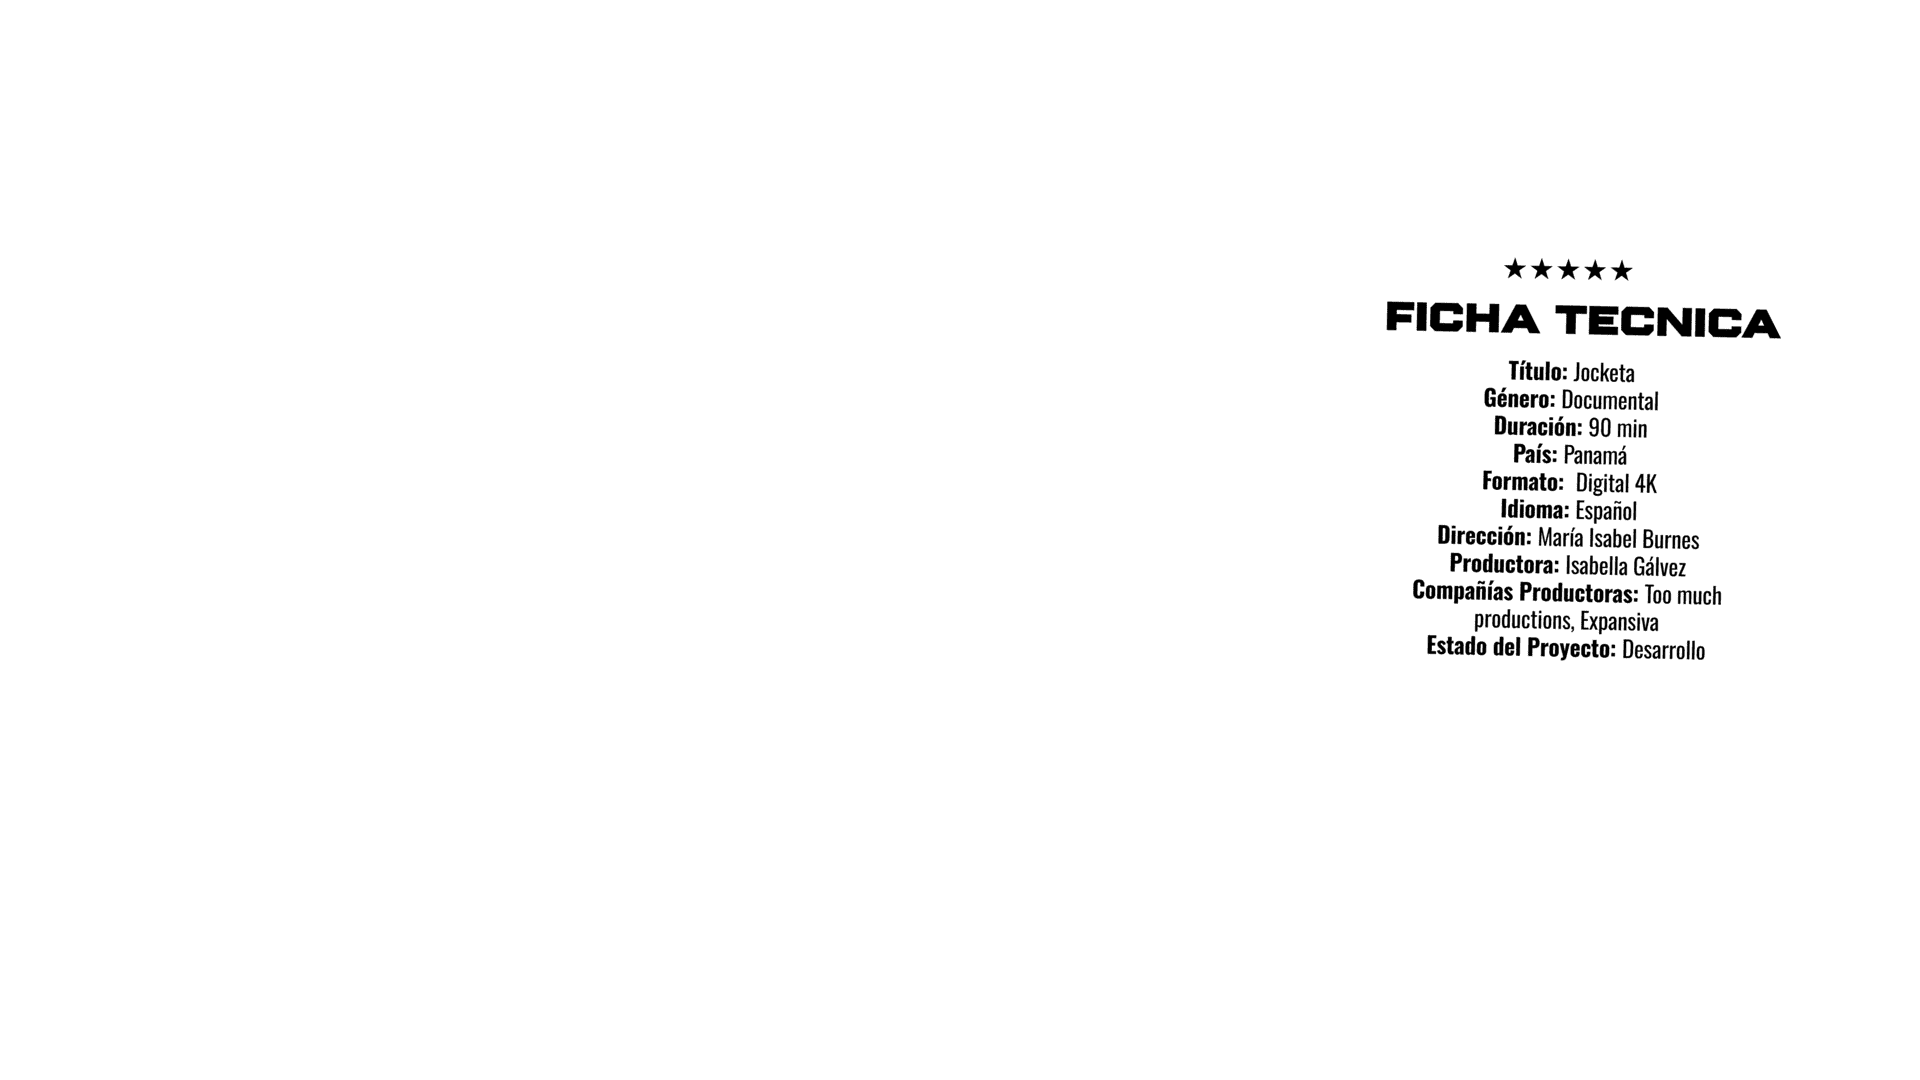 ★★★★★
FICHA TECNICA
Título: Jocketa
Género: Documental
Duración: 90 min
País: Panamá
Formato:  Digital 4K
Idioma: Español
Dirección: María Isabel Burnes
Productora: Isabella Gálvez
Compañías Productoras: Too much
productions, Expansiva
Estado del Proyecto: Desarrollo